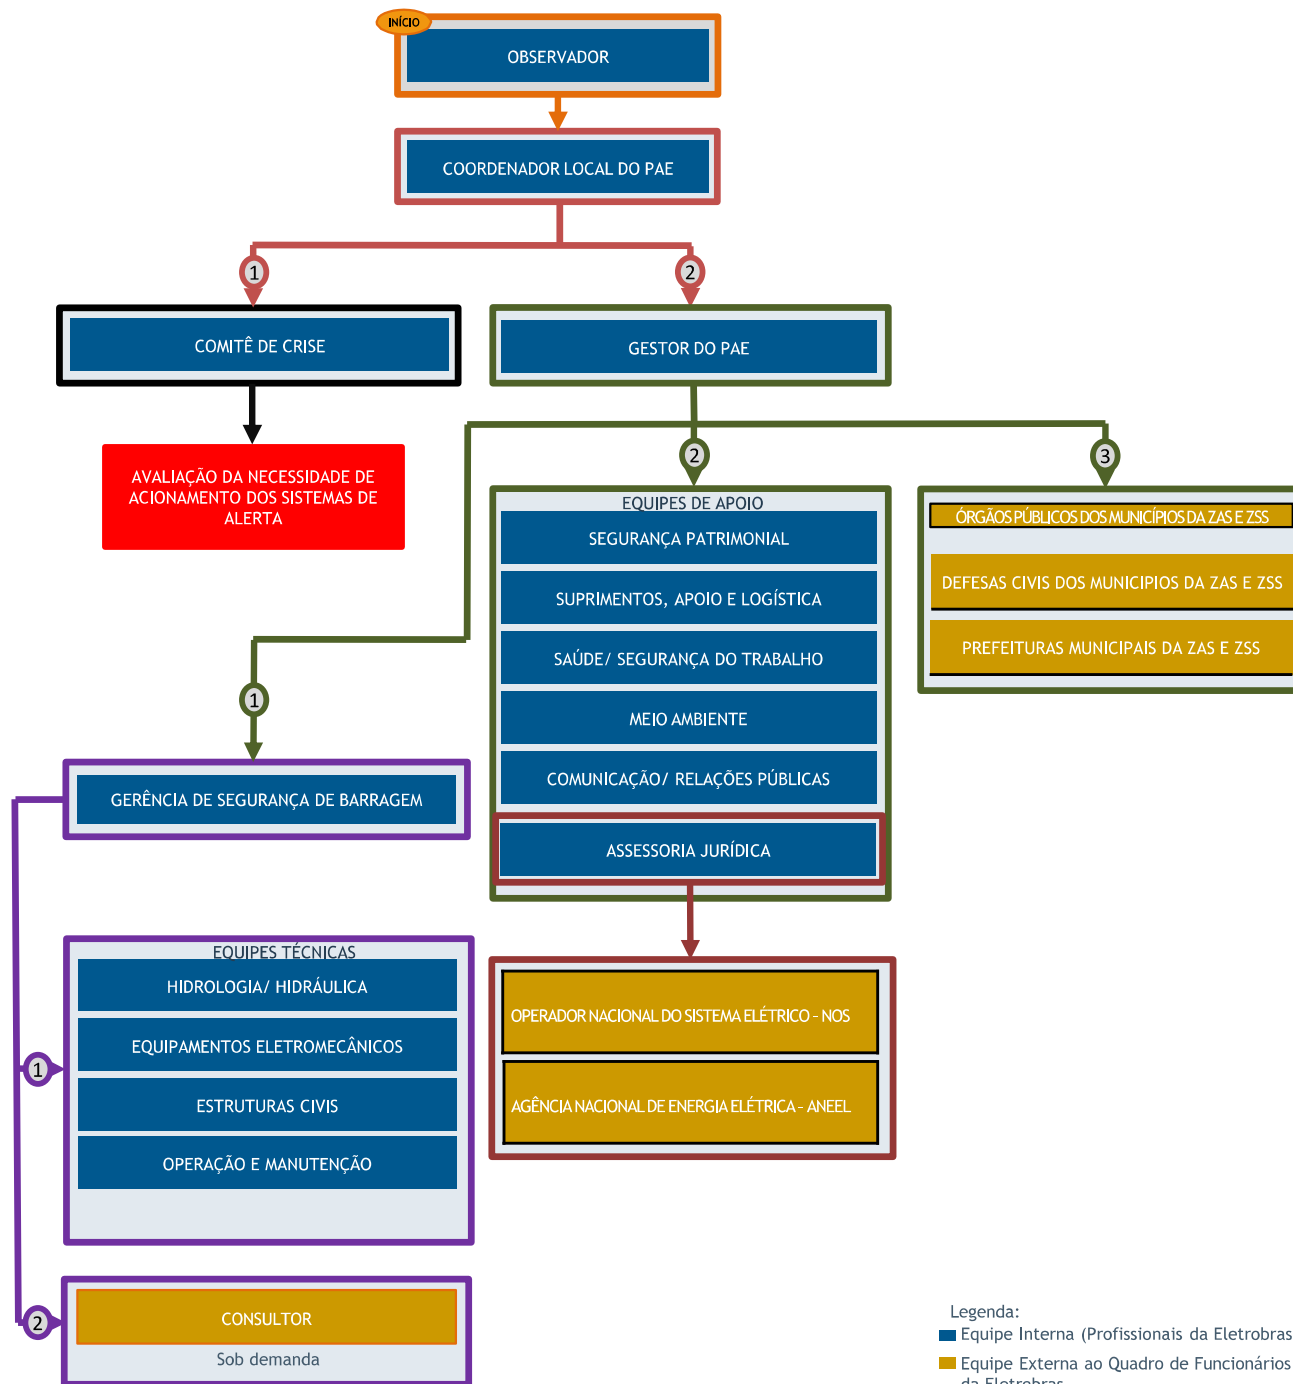 INÍCIO
OBSERVADOR
COORDENADOR LOCAL DO PAE
1
2
COMITÊ DE CRISE
GESTOR DO PAE
AVALIAÇÃO DA NECESSIDADE DE
ACIONAMENTO DOS SISTEMAS DE
ALERTA
2
3
EQUIPES DE APOIO
SEGURANÇA PATRIMONIAL
SUPRIMENTOS, APOIO E LOGÍSTICA
SAÚDE/ SEGURANÇA DO TRABALHO
MEIO AMBIENTE
COMUNICAÇÃO/ RELAÇÕES PÚBLICAS
ASSESSORIA JURÍDICA
ÓRGÃOS PÚBLICOS DOS MUNICÍPIOS DA ZAS E ZSS
DEFESAS CIVIS DOS MUNICIPIOS DA ZAS E ZSS
PREFEITURAS MUNICIPAIS DA ZAS E ZSS
1
GERÊNCIA DE SEGURANÇA DE BARRAGEM
EQUIPES TÉCNICAS
HIDROLOGIA/ HIDRÁULICA
EQUIPAMENTOS ELETROMECÂNICOS
1
ESTRUTURAS CIVIS
OPERAÇÃO E MANUTENÇÃO
OPERADOR NACIONAL DO SISTEMA ELÉTRICO – NOS
AGÊNCIA NACIONAL DE ENERGIA ELÉTRICA – ANEEL
2
CONSULTOR
Sob demanda
Legenda:
Equipe Interna (Profissionais da Eletrobras
Equipe Externa ao Quadro de Funcionários
da Eletrobras